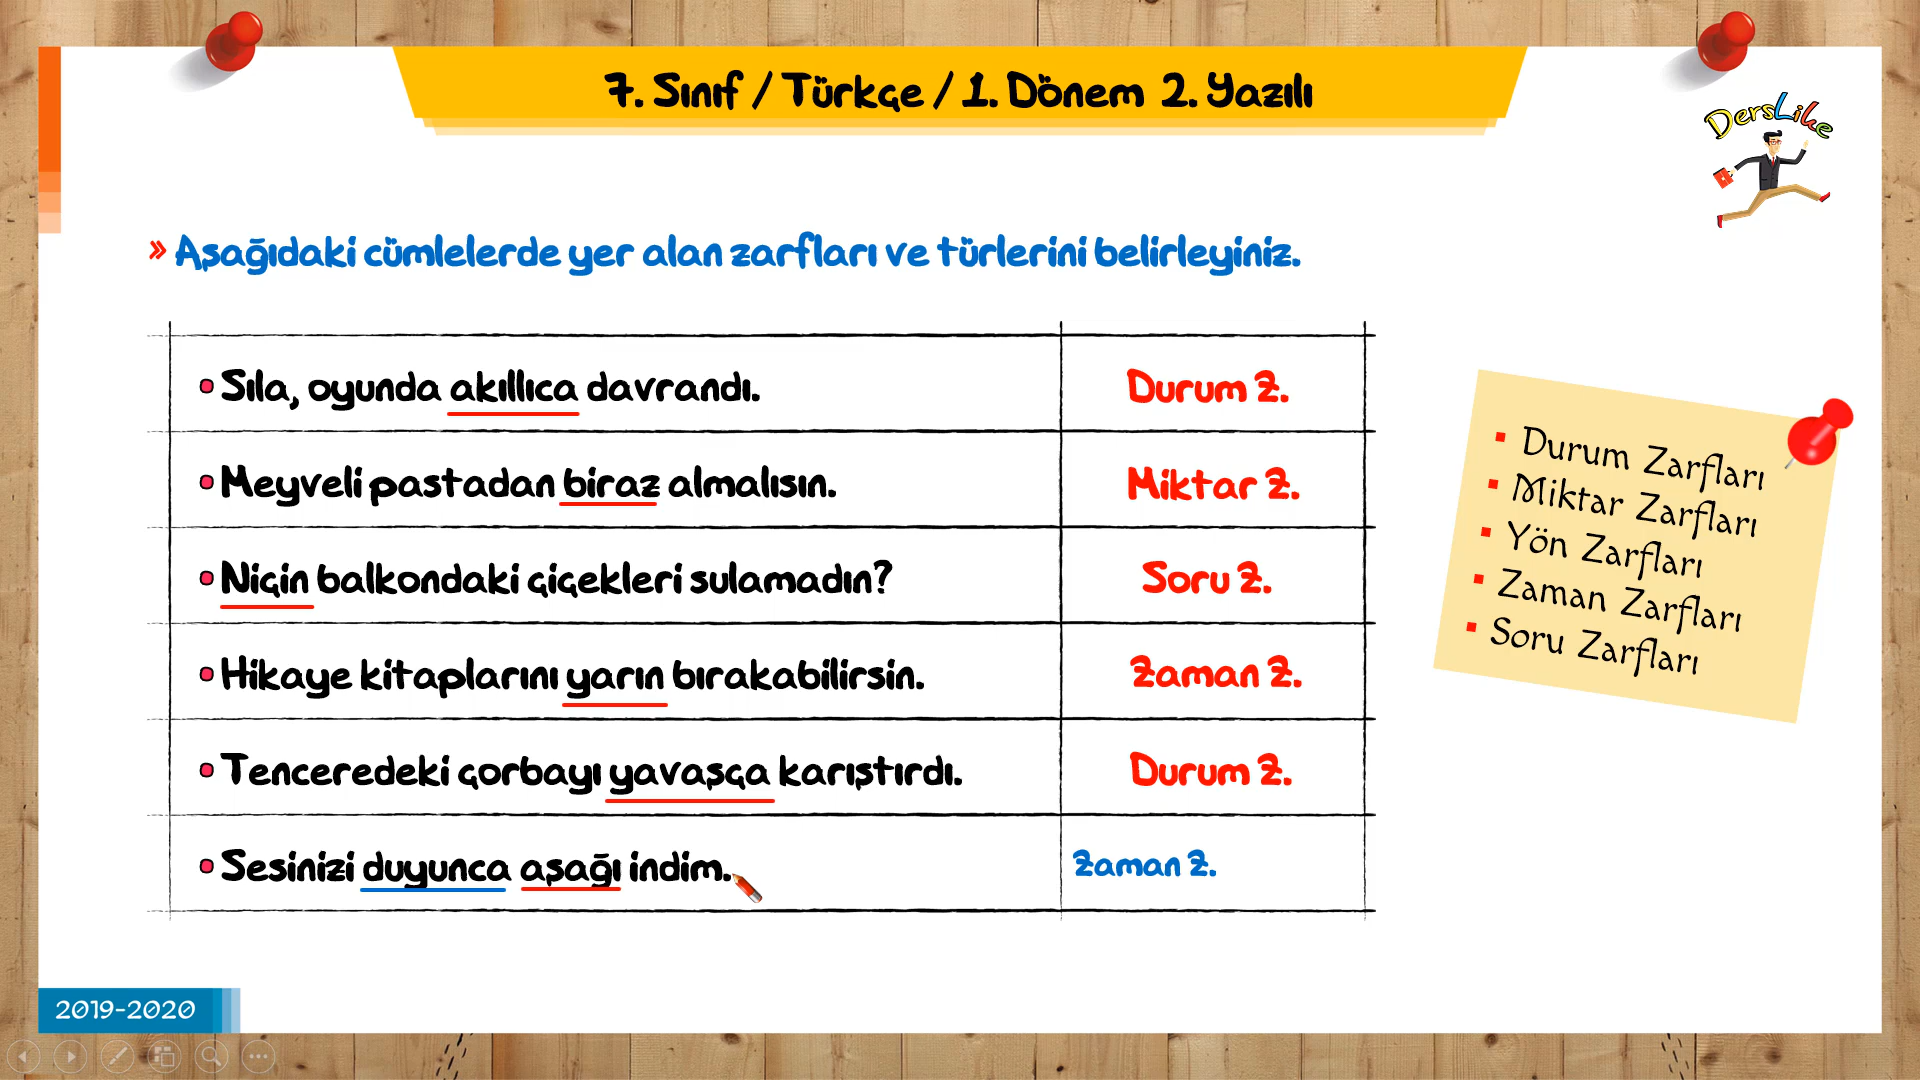 7. Sınıf / Türkçe / 1. Dönem 2. Yazılı
DersLike
» Aşağıdaki cümlelerde yer alan zarfları ve türlerini belirleyiniz.
Sıla, oyunda akıllıca davrandı.
Durum Z.
Meyveli pastadan biraz almalısın.
Miktar Z.
Niçin balkondaki çiçekleri sulamadın?
Soru Z.
Hikaye kitaplarını yarın bırakabilirsin.
Zaman Z.
Tenceredeki çorbayı yavaşça karıştırdı.
Durum Z.
Sesinizi duyunca aşağı indim.
Zaman Z.
Durum Zarfları
Miktar Zarfları
Yön Zarfları
Zaman Zarfları
Soru Zarfları
2019-2020